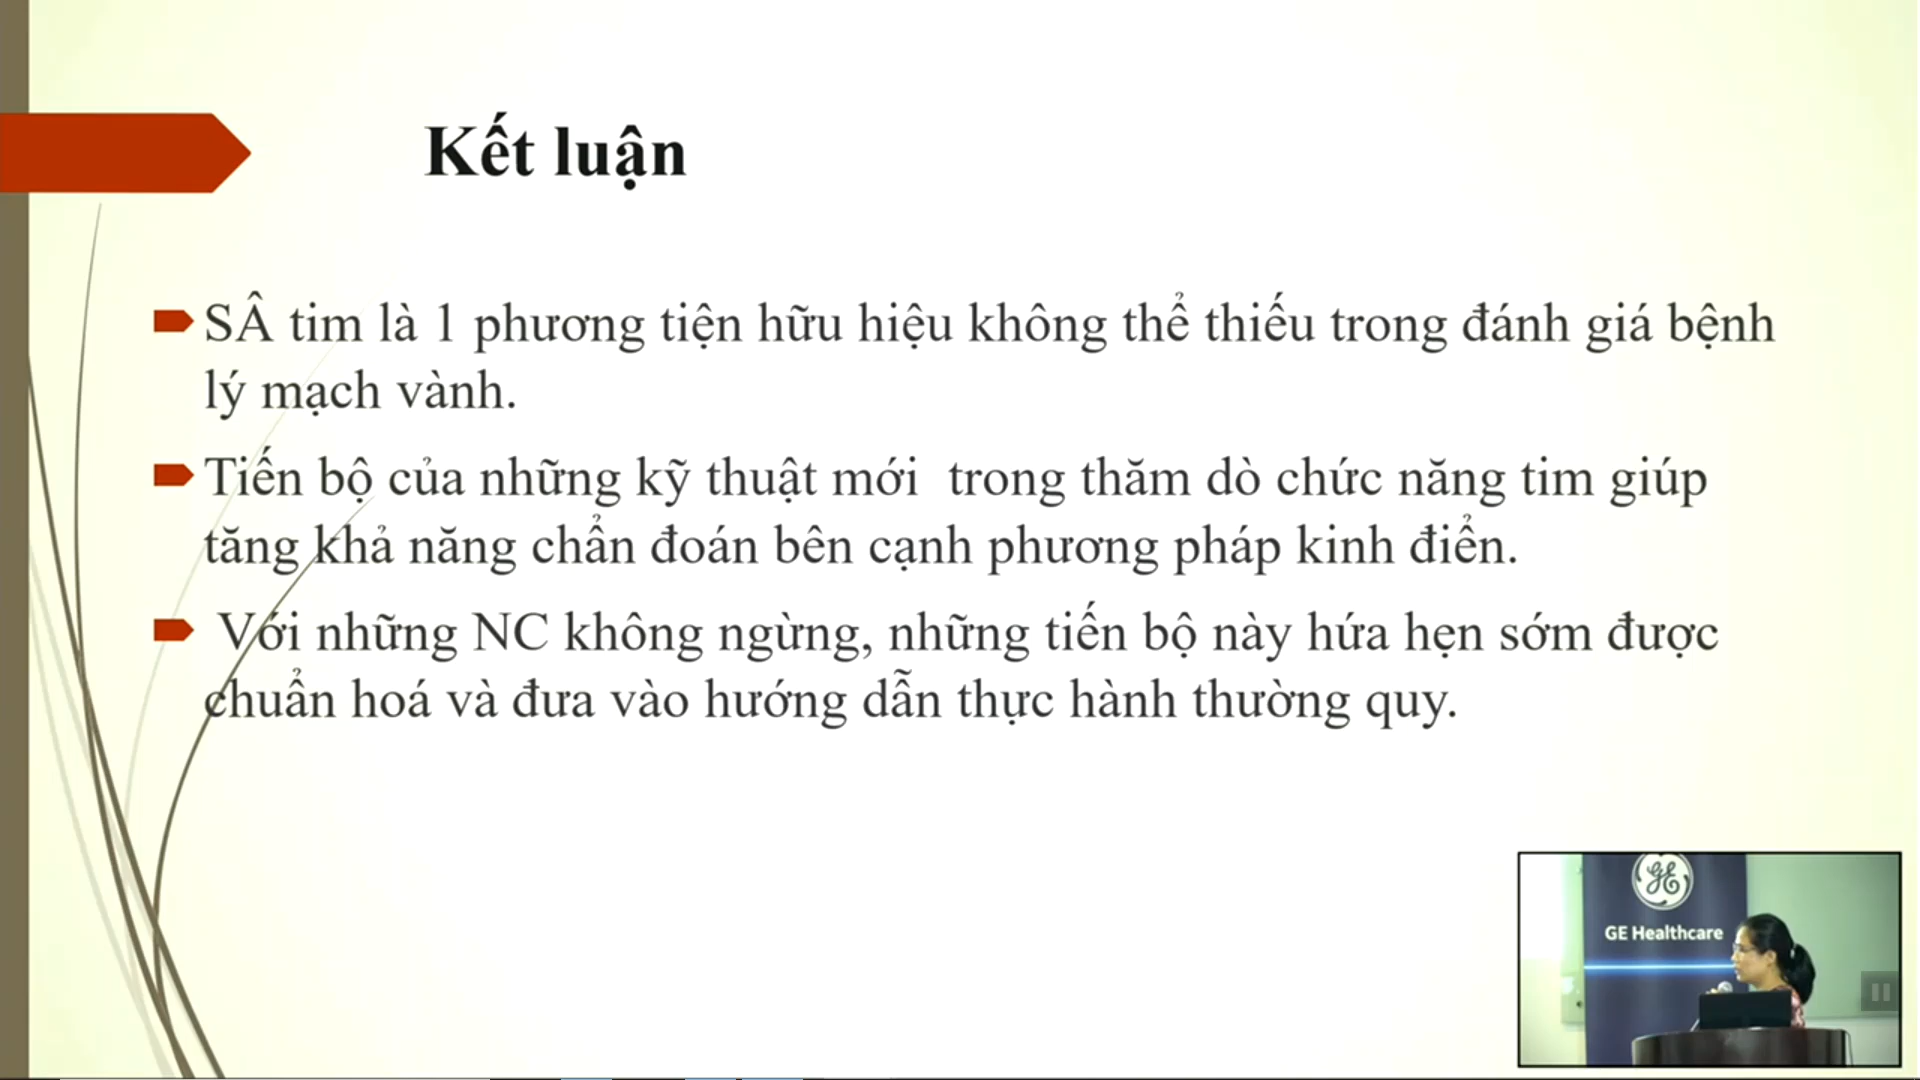 Kết luận
SÂ tim là 1 phương tiện hữu hiệu không thể thiếu trong đánh giá bệnh
lý mạch vành.
Tiến bộ của những kỹ thuật mới  trong thăm dò chức năng tim giúp
tăng khả năng chẩn đoán bên cạnh phương pháp kinh điển.
Với những NC không ngừng, những tiến bộ này hứa hẹn sớm được
chuẩn hoá và đưa vào hướng dẫn thực hành thường quy.
GE
GE Healthcare